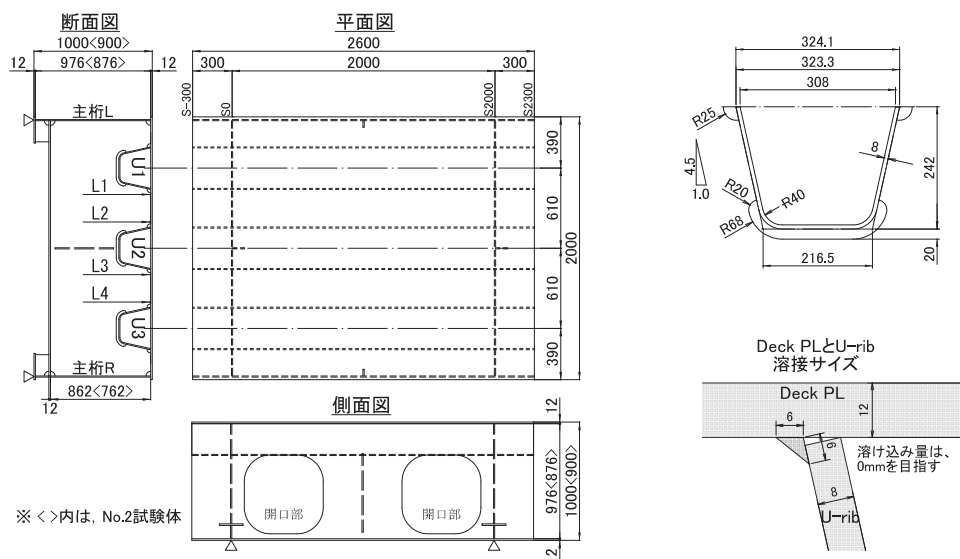 断面図
1000<900>
12 976<876> 12
主桁L
U1
L1
L2
U2
L3
L4
U3
主桁R
862<762>
12
※ < >内は, No.2試験体
平面図
2600
300 2000 300
S-300
S0
S2000
S2300
390
610
610
390
2000
側面図
開口部
開口部
12
976<876>
1000<900>
2
324.1
323.3
308
R25
4.5
1.0
8
R20
R40
R68
242
216.5
20
Deck PLとU-rib
溶接サイズ
Deck PL
12
6
6
溶け込み量は、
0mmを目指す
8
U-rib